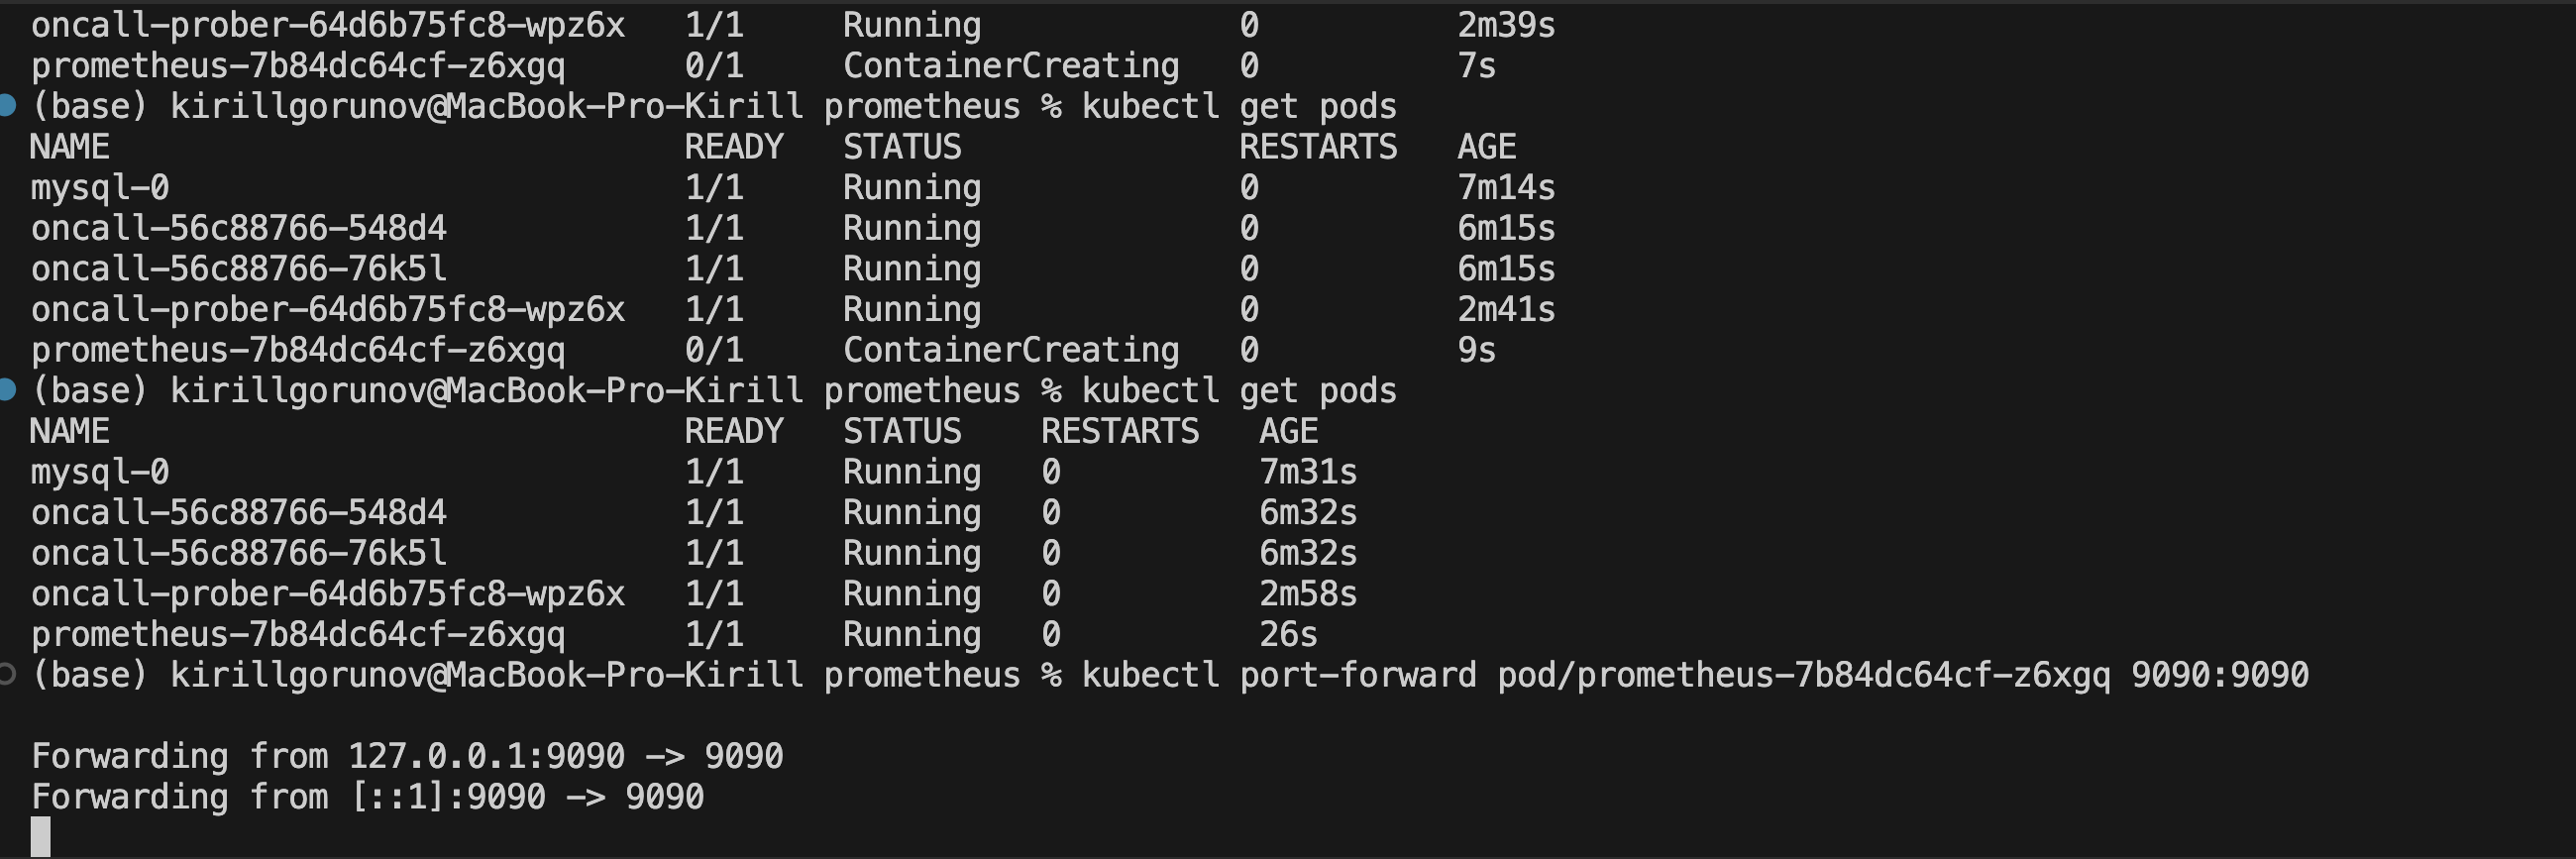 oncall-prober-64d6b75fc8-wpz6x   1/1     Running             0          2m39s
prometheus-7b84dc64cf-z6xgq      0/1     ContainerCreating   0          7s
(base) kirillgorunov@MacBook-Pro-Kirill prometheus % kubectl get pods
NAME                             READY   STATUS              RESTARTS   AGE
mysql-0                          1/1     Running             0          7m14s
oncall-56c88766-548d4            1/1     Running             0          6m15s
oncall-56c88766-76k5l            1/1     Running             0          6m15s
oncall-prober-64d6b75fc8-wpz6x   1/1     Running             0          2m41s
prometheus-7b84dc64cf-z6xgq      0/1     ContainerCreating   0          9s
(base) kirillgorunov@MacBook-Pro-Kirill prometheus % kubectl get pods
NAME                             READY   STATUS    RESTARTS   AGE
mysql-0                          1/1     Running   0          7m31s
oncall-56c88766-548d4            1/1     Running   0          6m32s
oncall-56c88766-76k5l            1/1     Running   0          6m32s
oncall-prober-64d6b75fc8-wpz6x   1/1     Running   0          2m58s
prometheus-7b84dc64cf-z6xgq      1/1     Running   0          26s
(base) kirillgorunov@MacBook-Pro-Kirill prometheus % kubectl port-forward pod/prometheus-7b84dc64cf-z6xgq 9090:9090
Forwarding from 127.0.0.1:9090 -> 9090
Forwarding from [::1]:9090 -> 9090